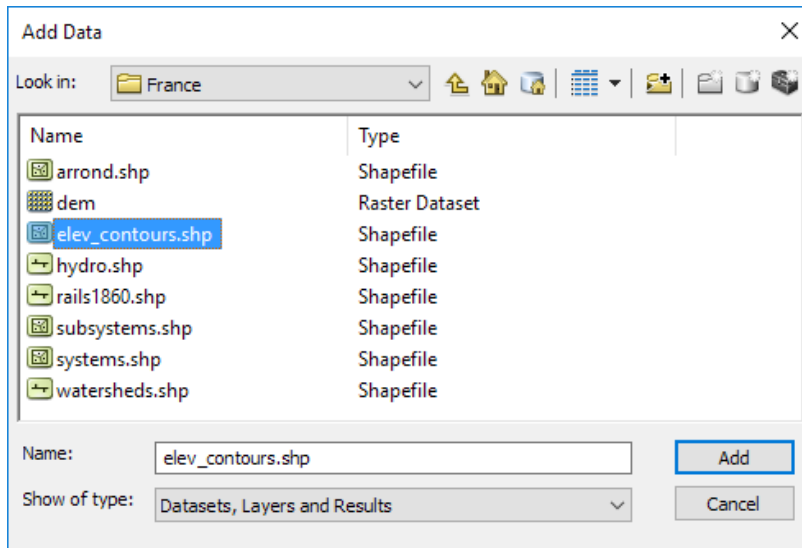 Add Data
Look in: France
Name Type
arrond.shp Shapefile
dem Raster Dataset
elev_contours.shp Shapefile
hydro.shp Shapefile
rails1860.shp Shapefile
subsystems.shp Shapefile
systems.shp Shapefile
watersheds.shp Shapefile
Name: elev_contours.shp Add
Show of type: Datasets, Layers and Results Cancel